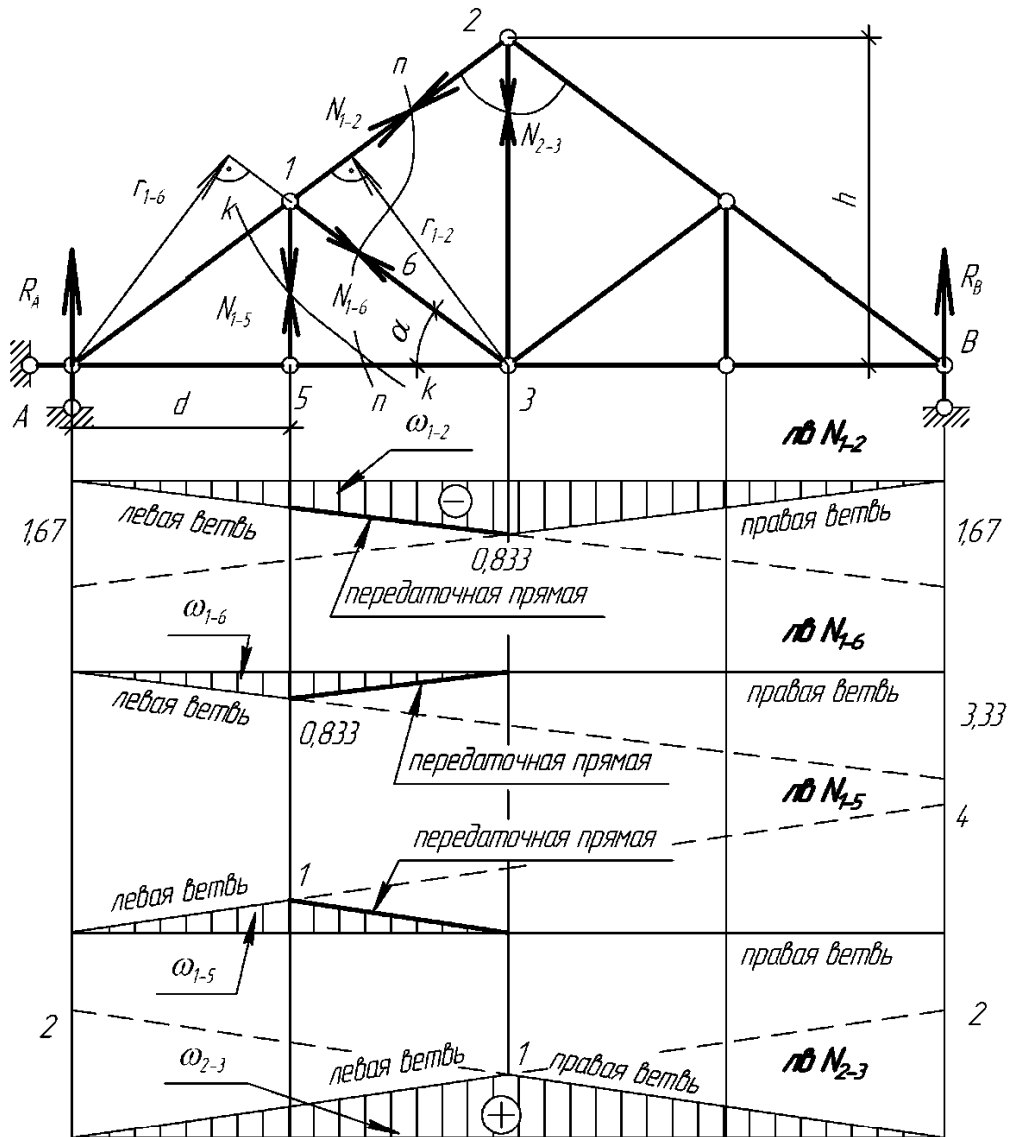 2
n
N₁₋₂
N₂₋₃
1
r₁₋₆
k
r₁₋₂
h
6
R_A
N₁₋₅
N₁₋₆
α
R_B
B
A
d
5
n
k
3
ω₁₋₂
лв N₁₋₂
−
левая ветвь
правая ветвь
1,67
0,833
1,67
передаточная прямая
ω₁₋₆
лв N₁₋₆
левая ветвь
правая ветвь
0,833
3,33
передаточная прямая
лв N₁₋₅
4
передаточная прямая
левая ветвь
1
правая ветвь
ω₁₋₅
2
2
ω₂₋₃
левая ветвь
1
правая ветвь
лв N₂₋₃
+